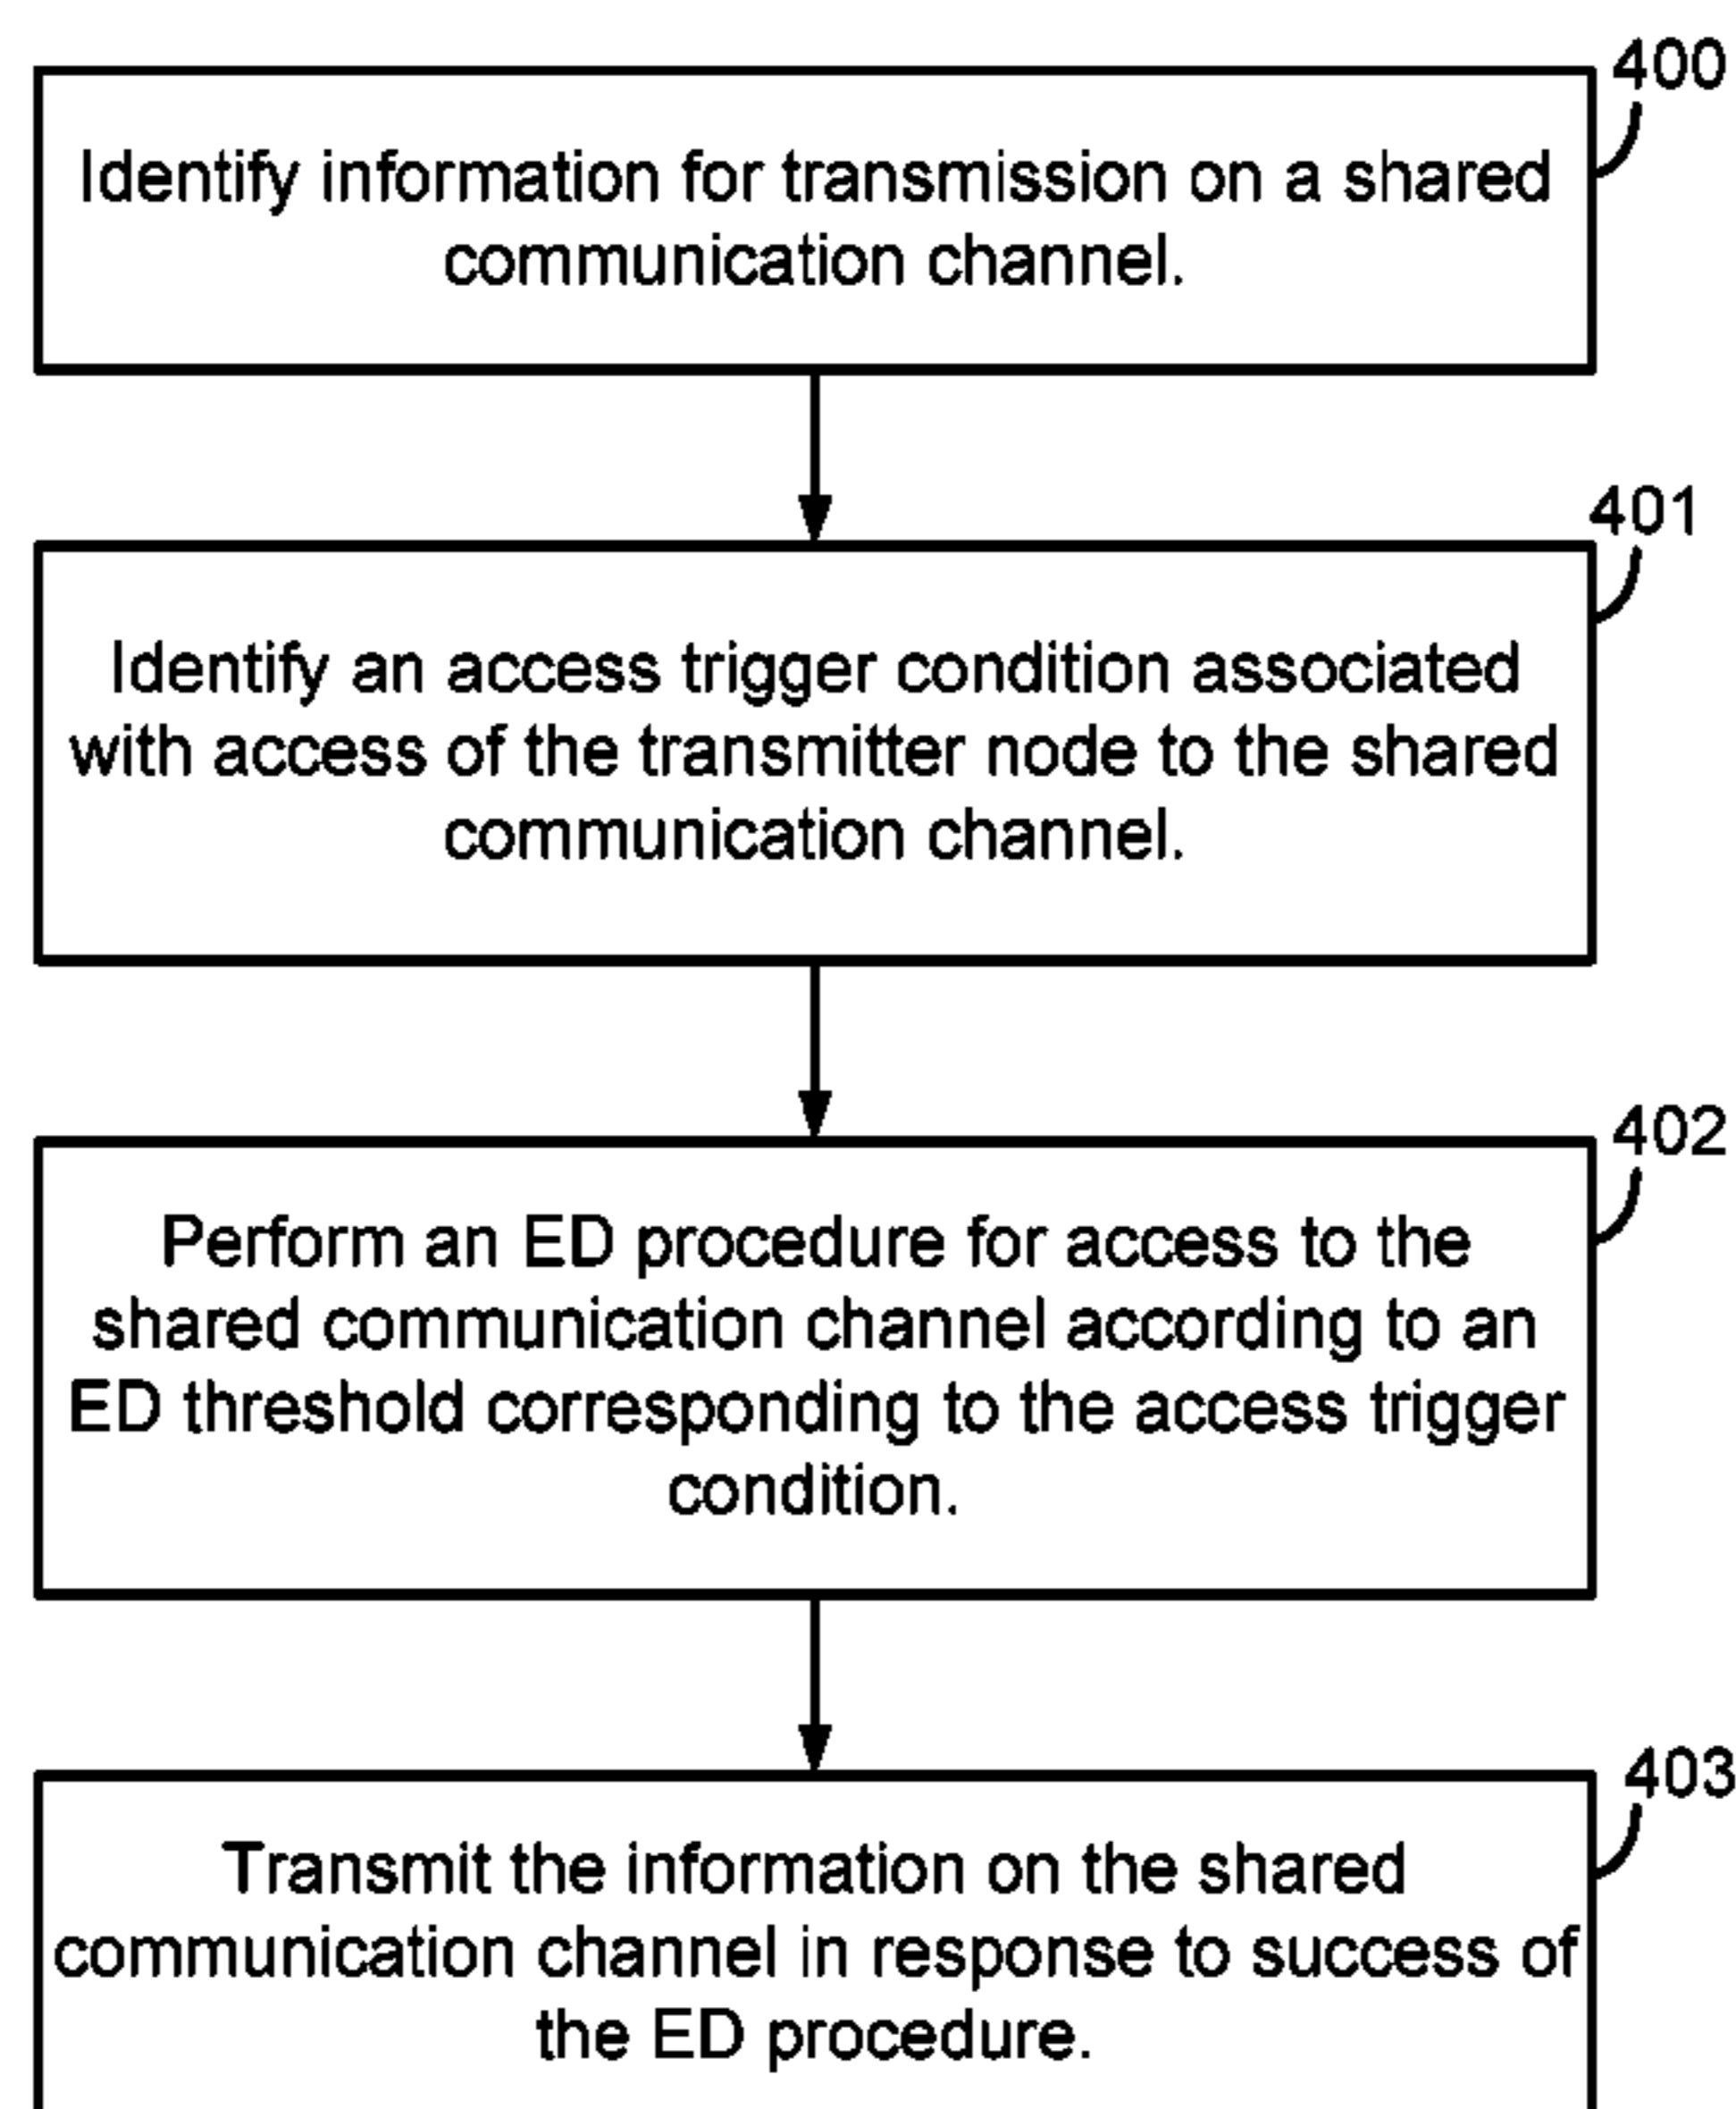 400
Identify information for transmission on a shared
communication channel.
401
Identify an access trigger condition associated
with access of the transmitter node to the shared
communication channel.
402
Perform an ED procedure for access to the
shared communication channel according to an
ED threshold corresponding to the access trigger
condition.
403
Transmit the information on the shared
communication channel in response to success of
the ED procedure.